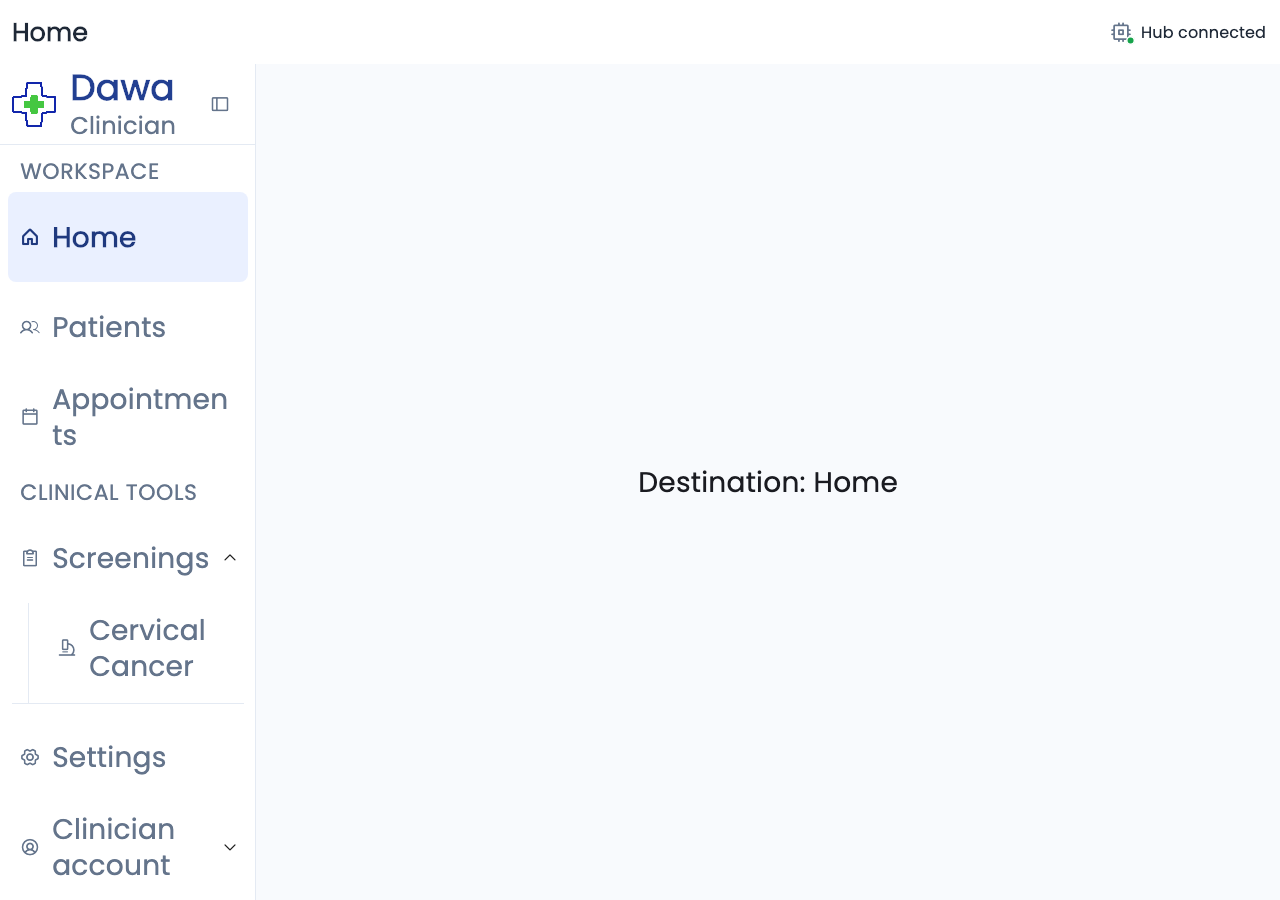 Home
Hub connected
Dawa
Clinician
WORKSPACE
Home
Patients
Appointmen
ts
CLINICAL TOOLS
Screenings
Cervical
Cancer
Settings
Clinician
account
Destination: Home